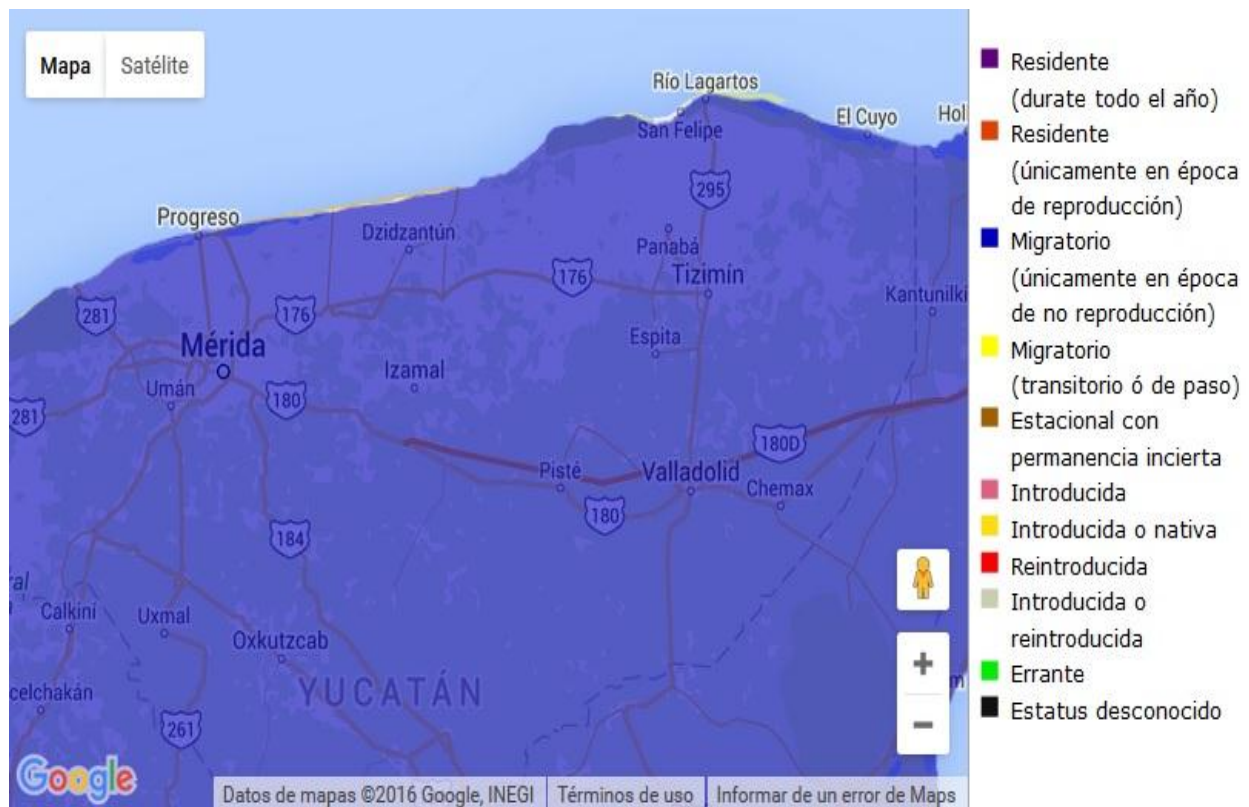 Mapa Satélite
Río Lagartos
San Felipe
El Cuyo
Progreso
Dzidzantún
295
Panabá
Tizimín
176
Kantunilki
281
176
Mérida
Espita
Izamal
Umán
180
281
180D
Pisté
Valladolid
Chemax
180
184
Calkiní
Uxmal
Oxkutzcab
celchakán
YUCATÁN
261
+
−
Google
Datos de mapas ©2016 Google, INEGI
Términos de uso
Informar de un error de Maps
Residente
(durate todo el año)
Residente
(únicamente en época
de reproducción)
Migratorio
(únicamente en época
de no reproducción)
Migratorio
(transitorio ó de paso)
Estacional con
permanencia incierta
Introducida
Introducida o nativa
Reintroducida
Introducida o
reintroducida
Errante
Estatus desconocido